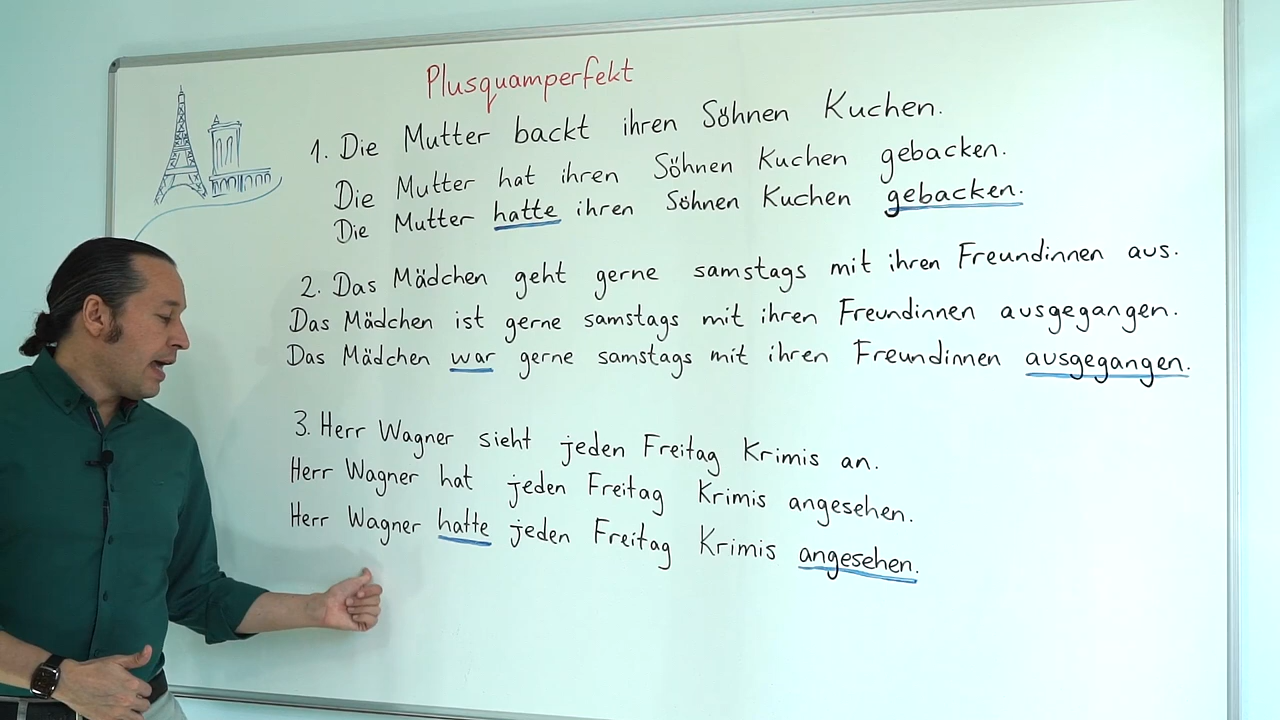 Plusquamperfekt
1. Die Mutter backt ihren Söhnen Kuchen.
Die Mutter hat ihren Söhnen Kuchen gebacken.
Die Mutter hatte ihren Söhnen Kuchen gebacken.
2. Das Mädchen geht gerne samstags mit ihren Freundinnen aus.
Das Mädchen ist gerne samstags mit ihren Freundinnen ausgegangen.
Das Mädchen war gerne samstags mit ihren Freundinnen ausgegangen.
3. Herr Wagner sieht jeden Freitag Krimis an.
Herr Wagner hat jeden Freitag Krimis angesehen.
Herr Wagner hatte jeden Freitag Krimis angesehen.